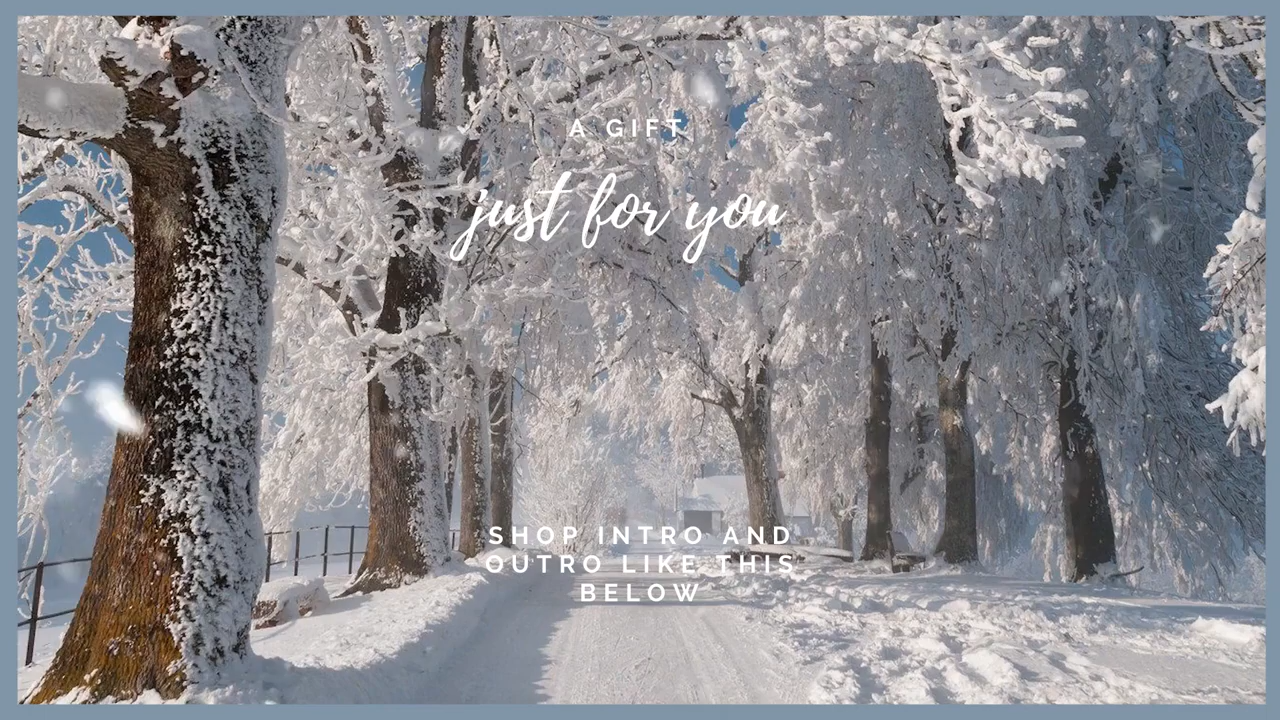 A GIFT
just for you
SHOP INTRO AND
OUTRO LIKE THIS
BELOW